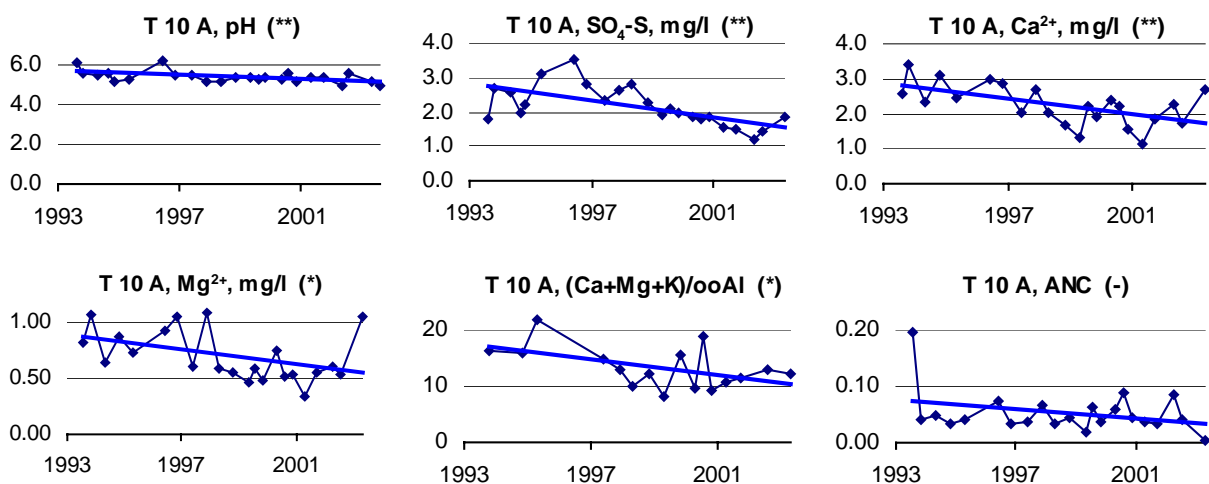 T 10 A, pH (**)
6.0
4.0
2.0
0.0
1993 1997 2001
T 10 A, SO₄-S, mg/l (**)
4.0
3.0
2.0
1.0
0.0
1993 1997 2001
T 10 A, Ca²⁺, mg/l (**)
4.0
3.0
2.0
1.0
0.0
1993 1997 2001
T 10 A, Mg²⁺, mg/l (*)
1.00
0.50
0.00
1993 1997 2001
T 10 A, (Ca+Mg+K)/ooAl (*)
20
10
0
1993 1997 2001
T 10 A, ANC (-)
0.20
0.10
0.00
1993 1997 2001